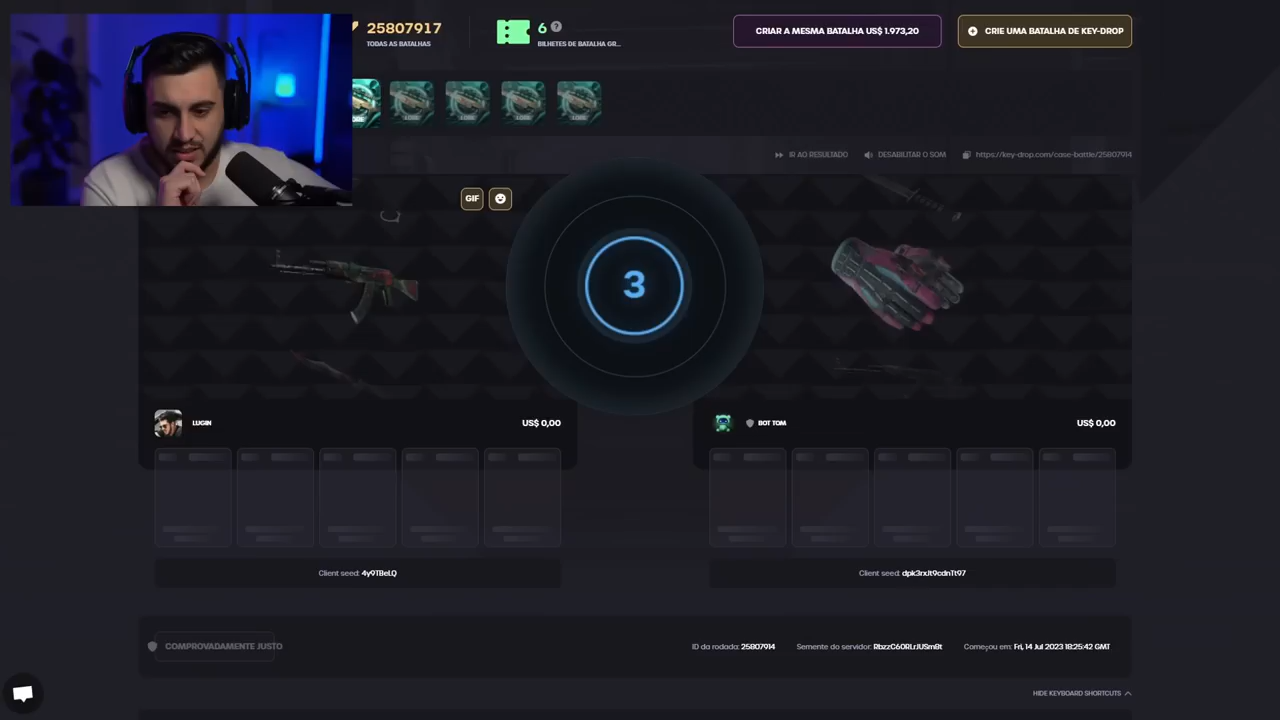 25807917
TODAS AS BATALHAS
6 ?
BILHETES DE BATALHA GR...
CRIAR A MESMA BATALHA US$ 1.973,20
CRIE UMA BATALHA DE KEY-DROP
IR AO RESULTADO
DESABILITAR O SOM
https://key-drop.com/case-battle/25807914
GIF
3
LUGIN
US$ 0,00
BOT TOM
US$ 0,00
Client seed: 4y9TBeLQ
Client seed: dpk3rxJt9cdnTt97
COMPROVADAMENTE JUSTO
ID da rodada: 25807914
Semente do servidor: RbzzC60RLrJUSmBt
Começou em: Fri, 14 Jul 2023 18:25:42 GMT
HIDE KEYBOARD SHORTCUTS